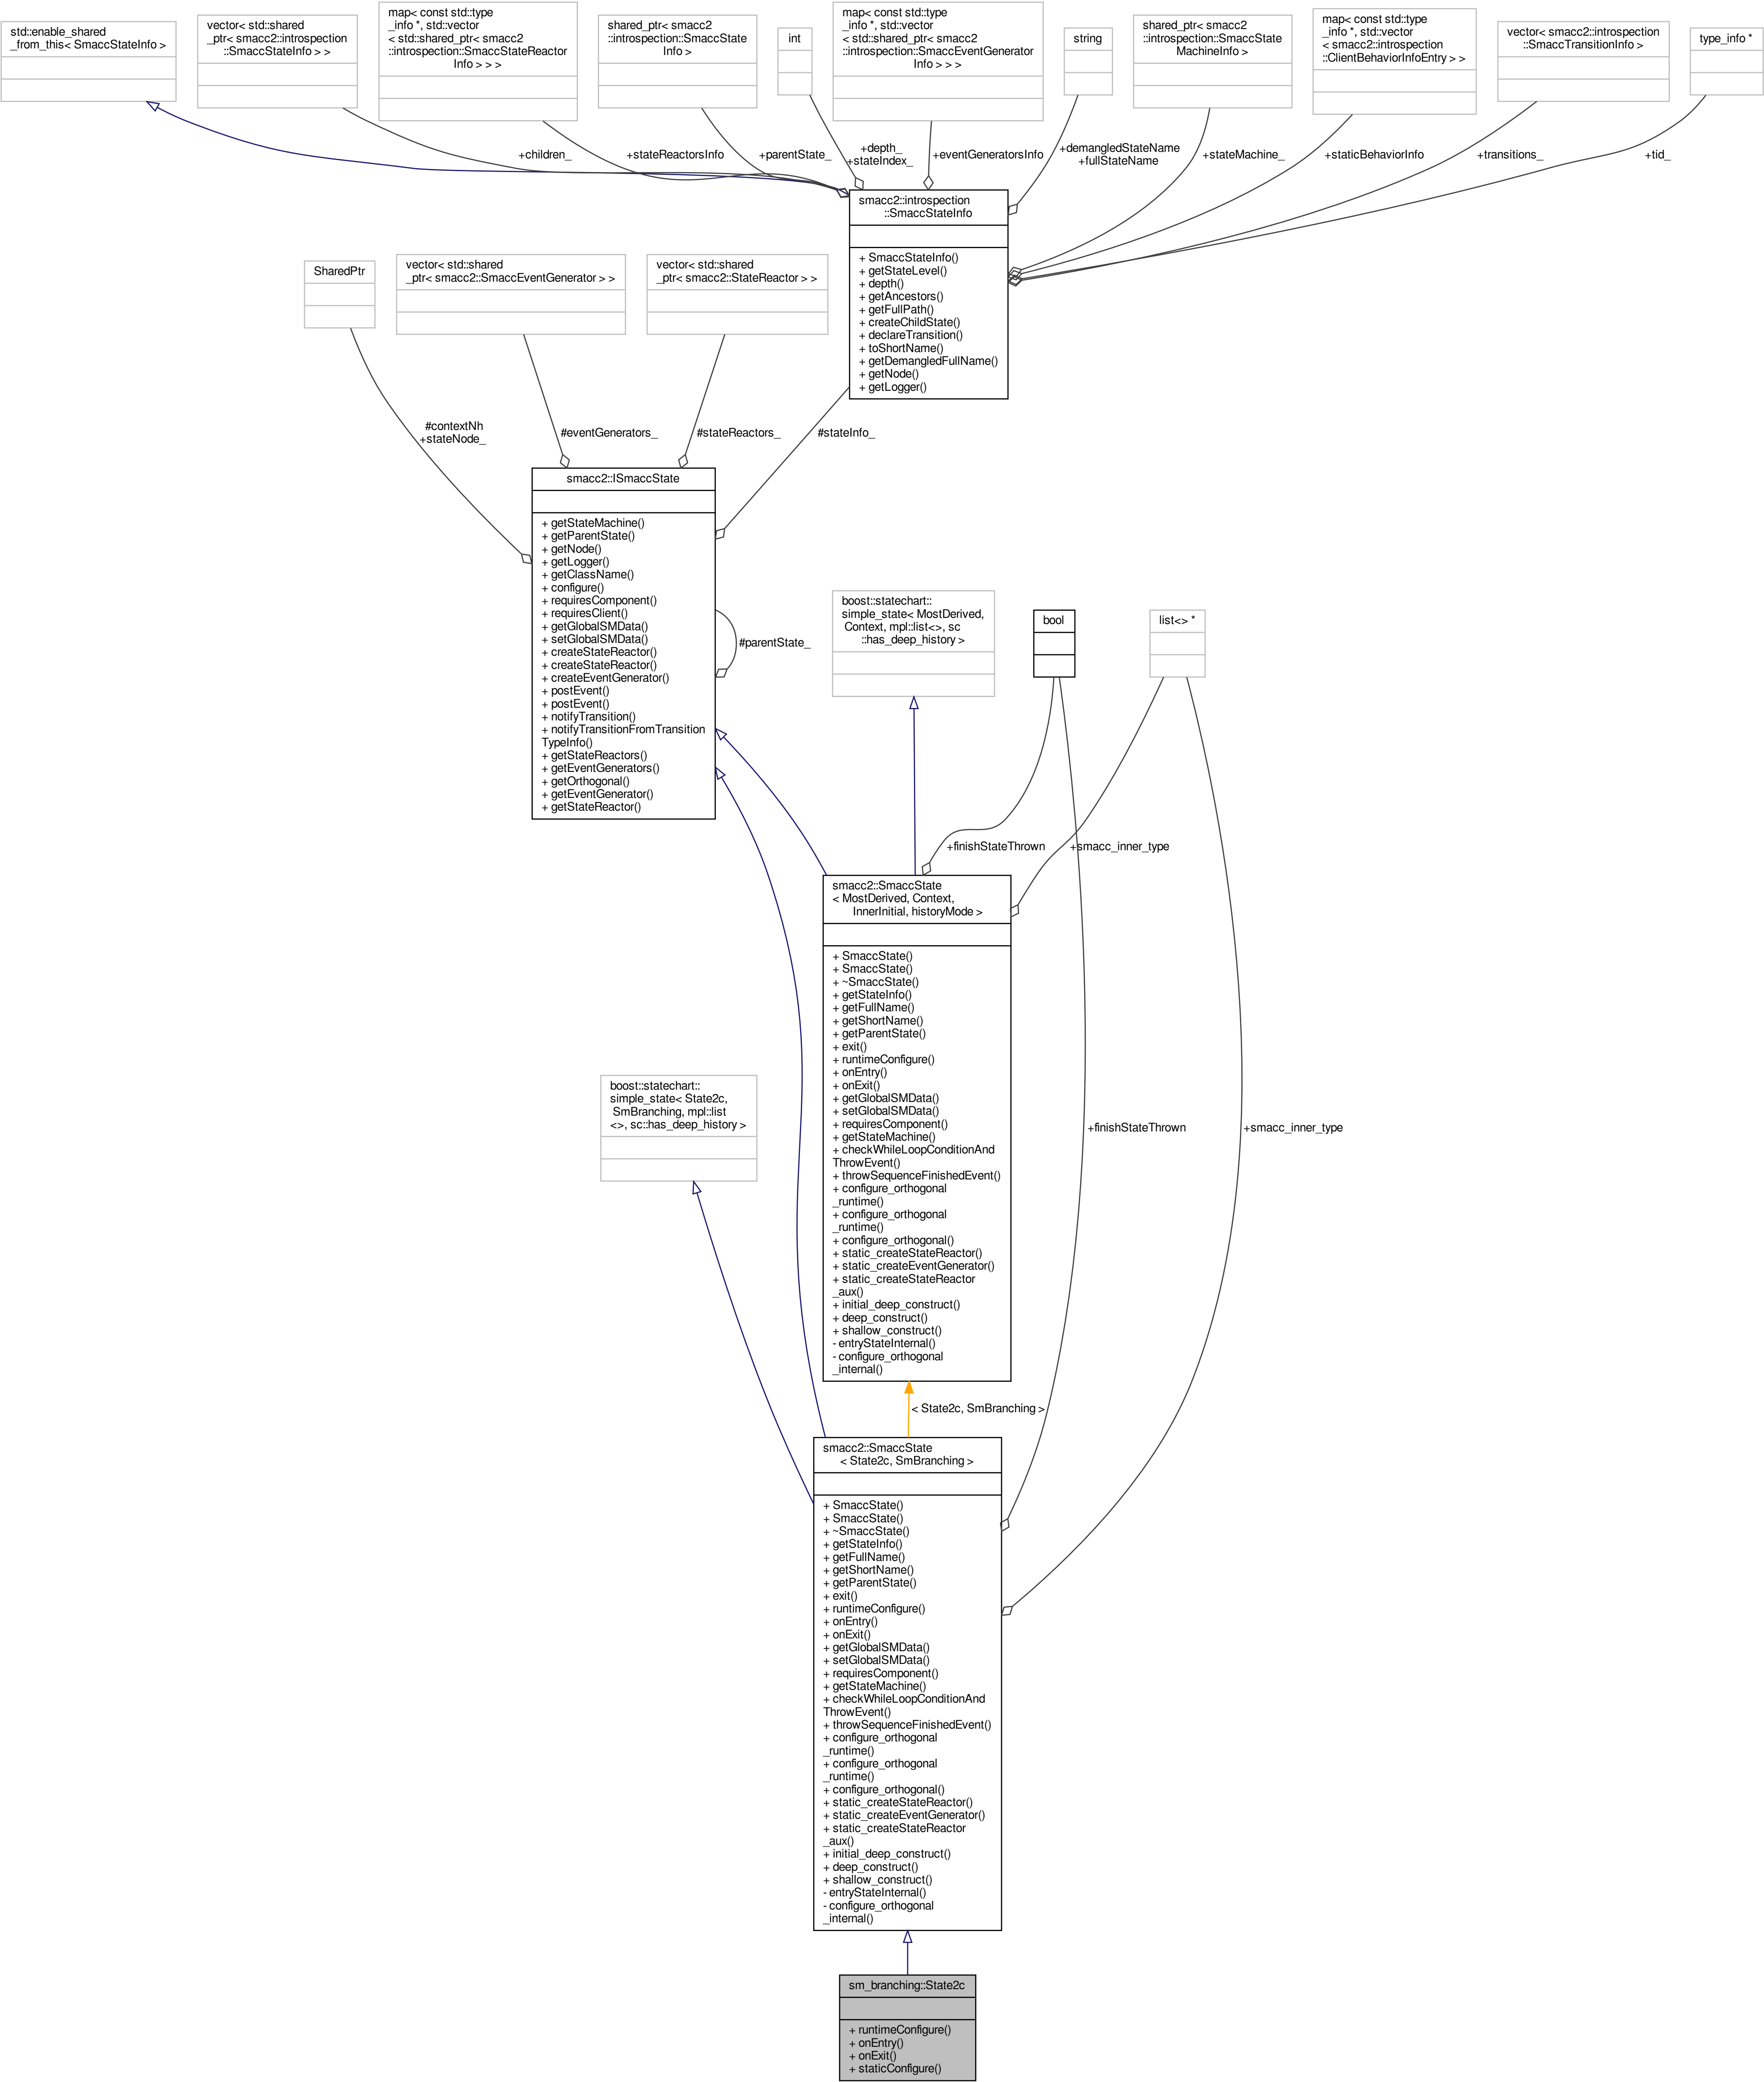 std::enable_shared
_from_this< SmaccStateInfo >
vector< std::shared
_ptr< smacc2::introspection
::SmaccStateInfo > >
map< const std::type
_info *, std::vector
< std::shared_ptr< smacc2
::introspection::SmaccStateReactor
Info > > >
shared_ptr< smacc2
::introspection::SmaccState
Info >
int
map< const std::type
_info *, std::vector
< std::shared_ptr< smacc2
::introspection::SmaccEventGenerator
Info > > >
string
shared_ptr< smacc2
::introspection::SmaccState
MachineInfo >
map< const std::type
_info *, std::vector
< smacc2::introspection
::ClientBehaviorInfoEntry > >
vector< smacc2::introspection
::SmaccTransitionInfo >
type_info *
+children_
+stateReactorsInfo
+parentState_
+depth_
+stateIndex_
+eventGeneratorsInfo
+demangledStateName
+fullStateName
+stateMachine_
+staticBehaviorInfo
+transitions_
+tid_
smacc2::introspection
::SmaccStateInfo
+ SmaccStateInfo()
+ getStateLevel()
+ depth()
+ getAncestors()
+ getFullPath()
+ createChildState()
+ declareTransition()
+ toShortName()
+ getDemangledFullName()
+ getNode()
+ getLogger()
SharedPtr
vector< std::shared
_ptr< smacc2::SmaccEventGenerator > >
vector< std::shared
_ptr< smacc2::StateReactor > >
#contextNh
+stateNode_
#eventGenerators_
#stateReactors_
#stateInfo_
smacc2::ISmaccState
+ getStateMachine()
+ getParentState()
+ getNode()
+ getLogger()
+ getClassName()
+ configure()
+ requiresComponent()
+ requiresClient()
+ getGlobalSMData()
+ setGlobalSMData()
+ createStateReactor()
+ createStateReactor()
+ createEventGenerator()
+ postEvent()
+ postEvent()
+ notifyTransition()
+ notifyTransitionFromTransition
TypeInfo()
+ getStateReactors()
+ getEventGenerators()
+ getOrthogonal()
+ getEventGenerator()
+ getStateReactor()
#parentState_
boost::statechart::
simple_state< MostDerived,
Context, mpl::list<>, sc
::has_deep_history >
bool
list<> *
+finishStateThrown
+smacc_inner_type
smacc2::SmaccState
< MostDerived, Context,
InnerInitial, historyMode >
+ SmaccState()
+ SmaccState()
+ ~SmaccState()
+ getStateInfo()
+ getFullName()
+ getShortName()
+ getParentState()
+ exit()
+ runtimeConfigure()
+ onEntry()
+ onExit()
+ getGlobalSMData()
+ setGlobalSMData()
+ requiresComponent()
+ getStateMachine()
+ checkWhileLoopConditionAnd
ThrowEvent()
+ throwSequenceFinishedEvent()
+ configure_orthogonal
_runtime()
+ configure_orthogonal
_runtime()
+ configure_orthogonal()
+ static_createStateReactor()
+ static_createEventGenerator()
+ static_createStateReactor
_aux()
+ initial_deep_construct()
+ deep_construct()
+ shallow_construct()
- entryStateInternal()
- configure_orthogonal
_internal()
boost::statechart::
simple_state< State2c,
SmBranching, mpl::list
<>, sc::has_deep_history >
+finishStateThrown
+smacc_inner_type
< State2c, SmBranching >
smacc2::SmaccState
< State2c, SmBranching >
+ SmaccState()
+ SmaccState()
+ ~SmaccState()
+ getStateInfo()
+ getFullName()
+ getShortName()
+ getParentState()
+ exit()
+ runtimeConfigure()
+ onEntry()
+ onExit()
+ getGlobalSMData()
+ setGlobalSMData()
+ requiresComponent()
+ getStateMachine()
+ checkWhileLoopConditionAnd
ThrowEvent()
+ throwSequenceFinishedEvent()
+ configure_orthogonal
_runtime()
+ configure_orthogonal
_runtime()
+ configure_orthogonal()
+ static_createStateReactor()
+ static_createEventGenerator()
+ static_createStateReactor
_aux()
+ initial_deep_construct()
+ deep_construct()
+ shallow_construct()
- entryStateInternal()
- configure_orthogonal
_internal()
sm_branching::State2c
+ runtimeConfigure()
+ onEntry()
+ onExit()
+ staticConfigure()